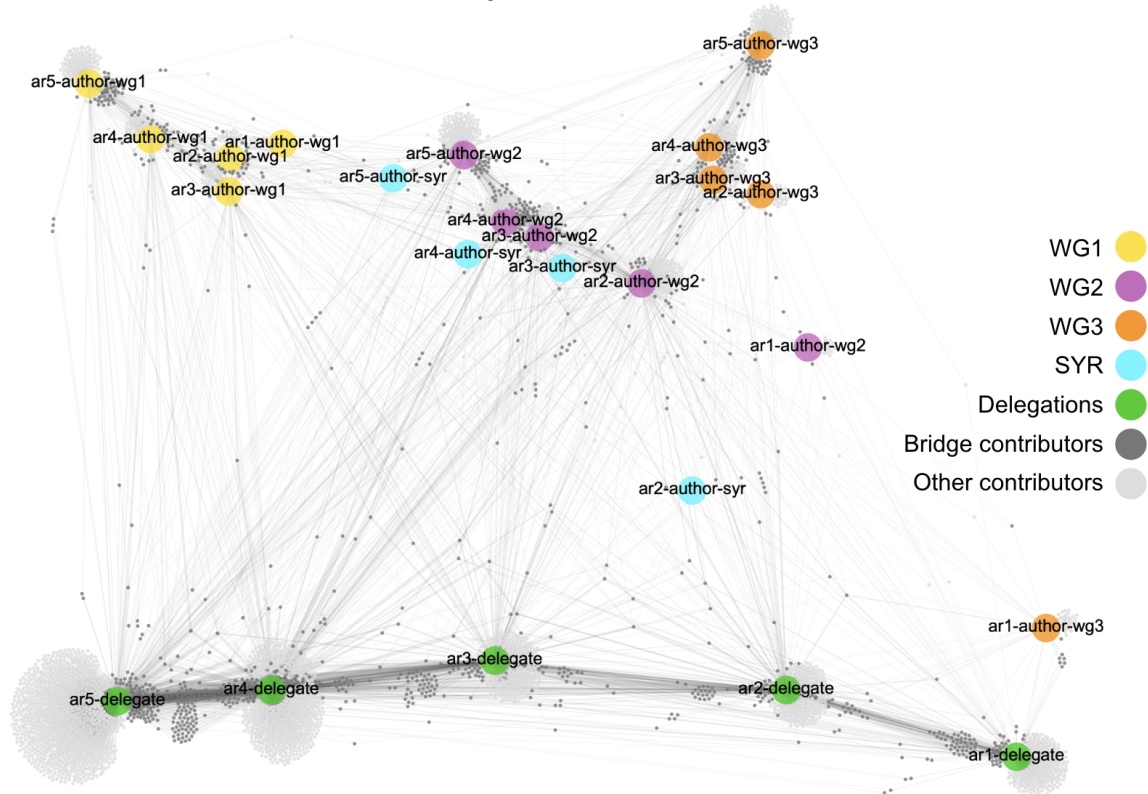 ar5-author-wg3
ar5-author-wg1
ar4-author-wg1
ar1-author-wg1
ar2-author-wg1
ar3-author-wg1
ar5-author-wg2
ar5-author-syr
ar4-author-wg3
ar3-author-wg3
ar2-author-wg3
ar4-author-wg2
ar3-author-wg2
ar4-author-syr
ar3-author-syr
ar2-author-wg2
ar1-author-wg2
ar2-author-syr
ar1-author-wg3
ar3-delegate
ar4-delegate
ar5-delegate
ar2-delegate
ar1-delegate
WG1
WG2
WG3
SYR
Delegations
Bridge contributors
Other contributors